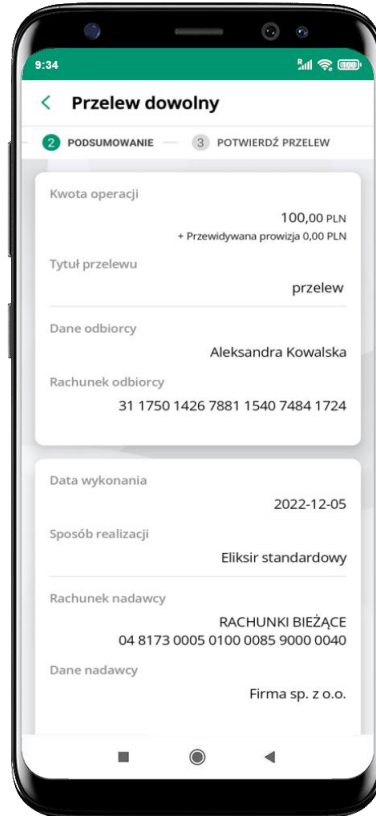 9:34
R
100
Przelew dowolny
2 PODSUMOWANIE 3 POTWIERDŹ PRZELEW
Kwota operacji
100,00 PLN
+ Przewidywana prowizja 0,00 PLN
Tytuł przelewu
przelew
Dane odbiorcy
Aleksandra Kowalska
Rachunek odbiorcy
31 1750 1426 7881 1540 7484 1724
Data wykonania
2022-12-05
Sposób realizacji
Eliksir standardowy
Rachunek nadawcy
RACHUNKI BIEŻĄCE
04 8173 0005 0100 0085 9000 0040
Dane nadawcy
Firma sp. z o.o.